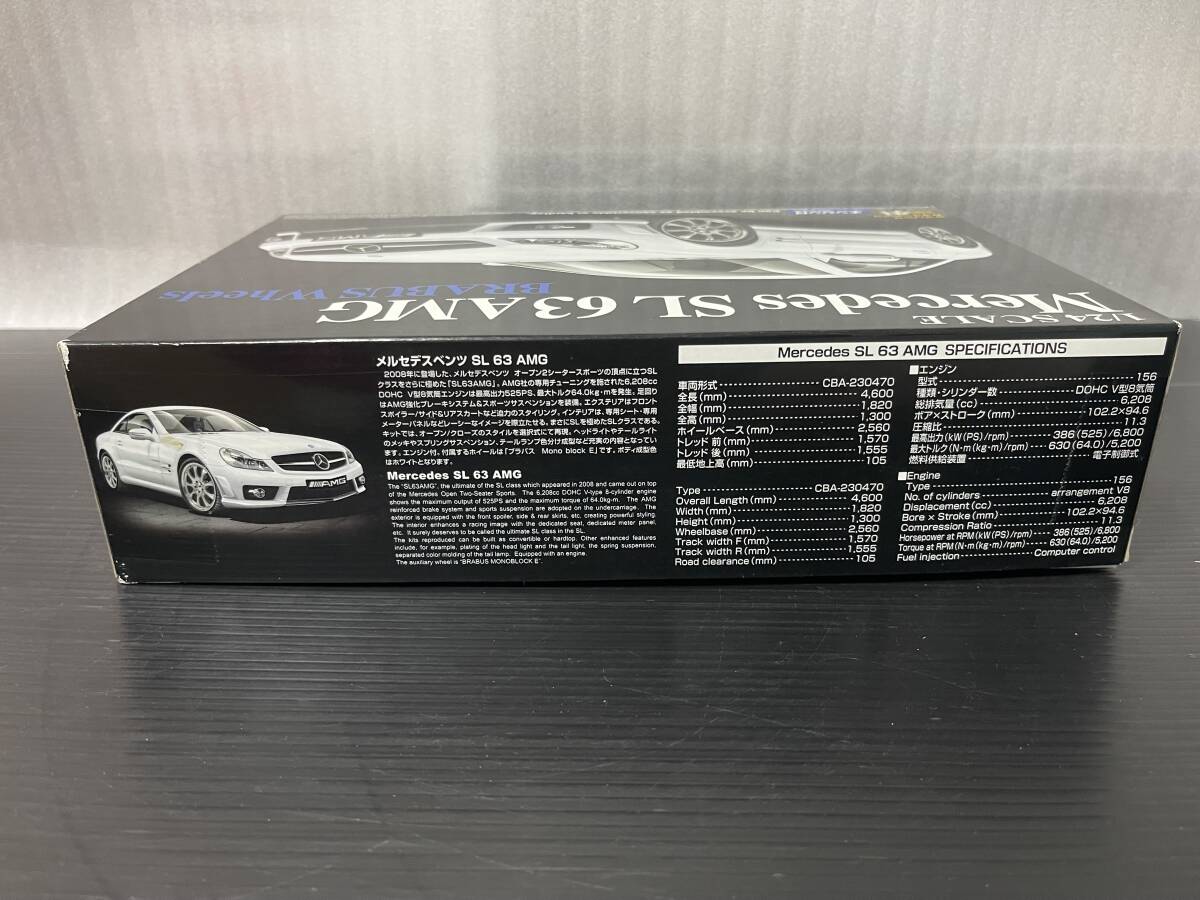 1/24 SCALE
Mercedes SL 63 AMG
BRABUS Wheels
メルセデスベンツ SL 63 AMG
2008年に登場した、メルセデスベンツ オープン2シータースポーツの頂点に立つSL
クラスをさらに極めた「SL63AMG」。AMG社の専用チューニングを施された6,208cc
DOHC V型8気筒エンジンは最高出力525PS、最大トルク64.0kg・mを発生。足回り
はAMG強化ブレーキシステム&スポーツサスペンションを装備。エクステリアはフロント
スポイラー/サイド&リアスカートなど迫力のスタイリング。インテリアは、専用シート・専用
メーターパネルなどレーシーなイメージを際立たせる。まさにSLを極めたSLクラスである。
キットでは、オープン/クローズのスタイルを選択式にて再現。ヘッドライトやテールライト
のメッキやスプリングサスペンション、テールランプ色分け成型など充実の内容となってい
ます。エンジン付。付属するホイールは「ブラバス Mono block E」です。ボディ成型色
はホワイトとなります。
Mercedes SL 63 AMG
The "SL63AMG", the ultimate of the SL class which appeared in 2008 and came out on top
of the Mercedes Open Two-Seater Sports. The 6.208cc DOHC V-type 8-cylinder engine
shows the maximum output of 525PS and the maximum torque of 64.0kg-m. The AMG
reinforced brake system and sports suspension are adopted on the undercarriage. The
exterior is equipped with the front spoiler, side & rear skirts, etc. creating powerful styling.
The interior enhances a racing image with the dedicated seat, dedicated meter panel,
etc. It surely deserves to be called the ultimate SL class in the SL.
The kits reproduced can be built as convertible or hardtop. Other enhanced features
include, for example, plating of the head light and the tail light, the spring suspension,
separated color molding of the tail lamp. Equipped with an engine.
The auxiliary wheel is "BRABUS MONOBLOCK E".
AMG
Mercedes SL 63 AMG SPECIFICATIONS
車両形式 CBA-230470
全長(mm) 4,600
全幅(mm) 1,820
全高(mm) 1,300
ホイールベース(mm) 2,560
トレッド 前(mm) 1,570
トレッド 後(mm) 1,555
最低地上高(mm) 105
Type CBA-230470
Overall Length(mm) 4,600
Width(mm) 1,820
Height(mm) 1,300
Wheelbase(mm) 2,560
Track width F(mm) 1,570
Track width R(mm) 1,555
Road clearance(mm) 105
■エンジン
型式 156
種類・シリンダー数 DOHC V型8気筒
総排気量(cc) 6,208
ボア×ストローク(mm) 102.2×94.6
圧縮比 11.3
最高出力(kW(PS)/rpm) 386(525)/6,800
最大トルク(N・m(kg・m)/rpm) 630(64.0)/5,200
燃料供給装置 電子制御式
■Engine
Type 156
No. of cylinders arrangement V8
Displacement(cc) 6,208
Bore × Stroke(mm) 102.2×94.6
Compression Ratio 11.3
Horsepower at RPM(kW(PS)/rpm) 386(525)/6,800
Torque at RPM(N・m(kg・m)/rpm) 630(64.0)/5,200
Fuel injection Computer control